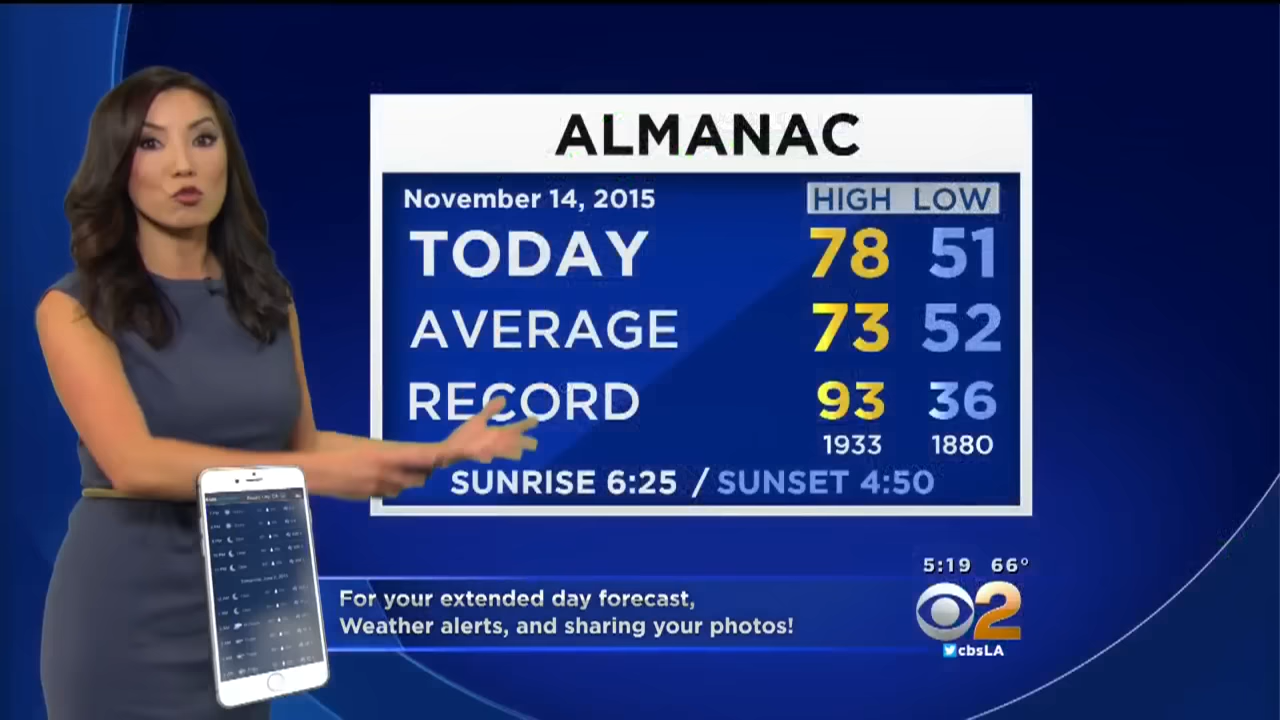 ALMANAC
November 14, 2015 HIGH LOW
TODAY 78 51
AVERAGE 73 52
RECORD 93 36
1933 1880
SUNRISE 6:25 / SUNSET 4:50
5:19 66°
For your extended day forecast,
Weather alerts, and sharing your photos!
2
cbsLA